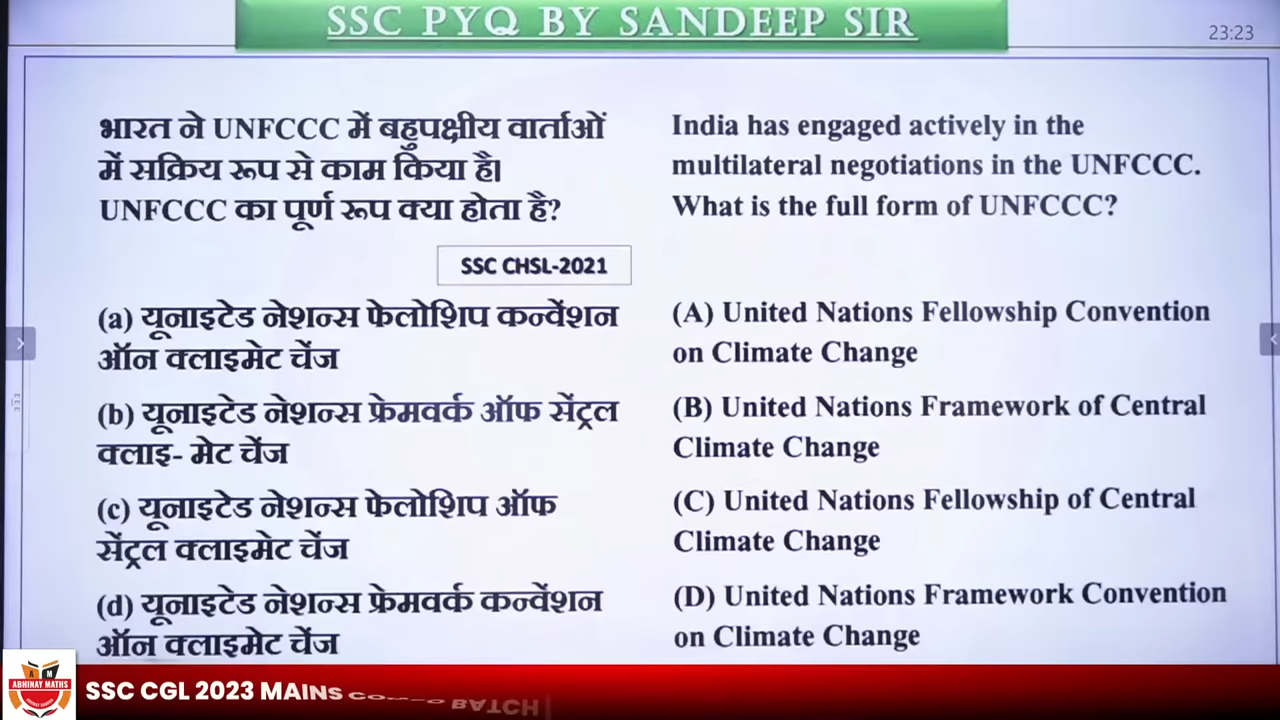 SSC PYQ BY SANDEEP SIR
23:23
भारत ने UNFCCC में बहुपक्षीय वार्ताओं
में सक्रिय रूप से काम किया है।
UNFCCC का पूर्ण रूप क्या होता है?
SSC CHSL-2021
(a) यूनाइटेड नेशन्स फेलोशिप कन्वेंशन
ऑन क्लाइमेट चेंज
(b) यूनाइटेड नेशन्स फ्रेमवर्क ऑफ सेंट्रल
क्लाइ- मेट चेंज
(c) यूनाइटेड नेशन्स फेलोशिप ऑफ
सेंट्रल क्लाइमेट चेंज
(d) यूनाइटेड नेशन्स फ्रेमवर्क कन्वेंशन
ऑन क्लाइमेट चेंज
India has engaged actively in the
multilateral negotiations in the UNFCCC.
What is the full form of UNFCCC?
(A) United Nations Fellowship Convention
on Climate Change
(B) United Nations Framework of Central
Climate Change
(C) United Nations Fellowship of Central
Climate Change
(D) United Nations Framework Convention
on Climate Change
A M
ABHINAY MATHS
SSC CGL 2023 MAINS BATCH